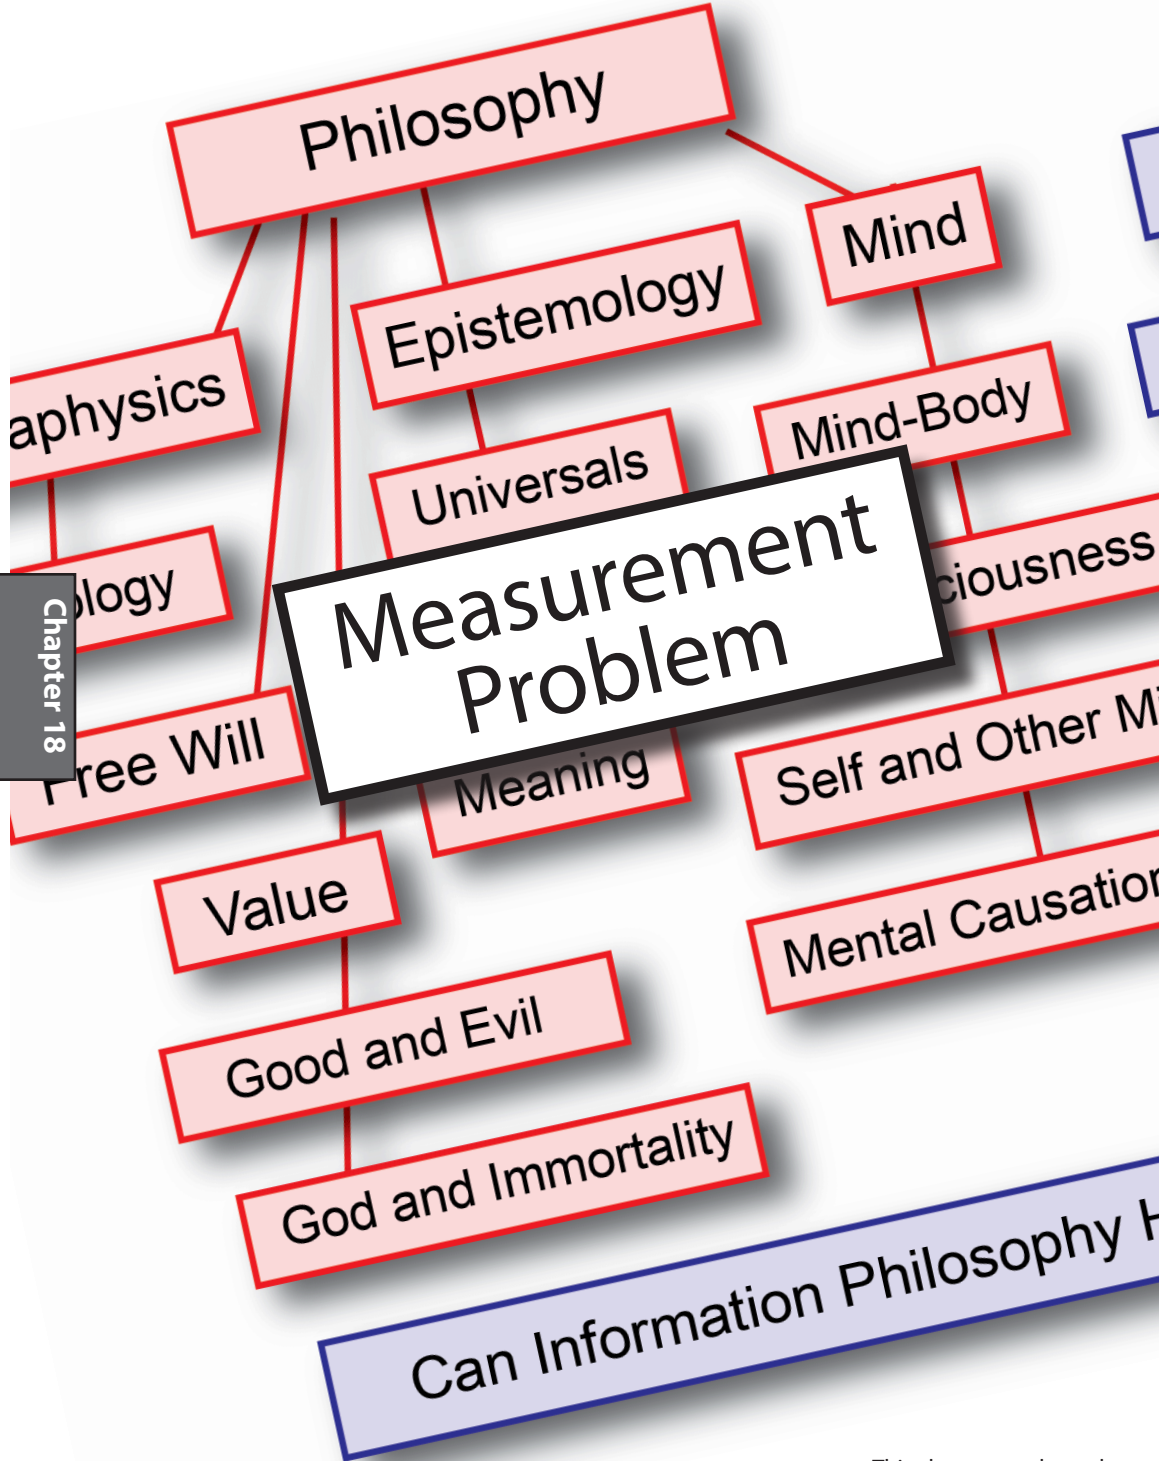 Philosophy
Mind
Epistemology
aphysics
Mind-Body
Universals
Measurement
Problem
ciousness
ology
Chapter 18
Free Will
Self and Other Mi
Meaning
Value
Mental Causation
Good and Evil
God and Immortality
Can Information Philosophy H